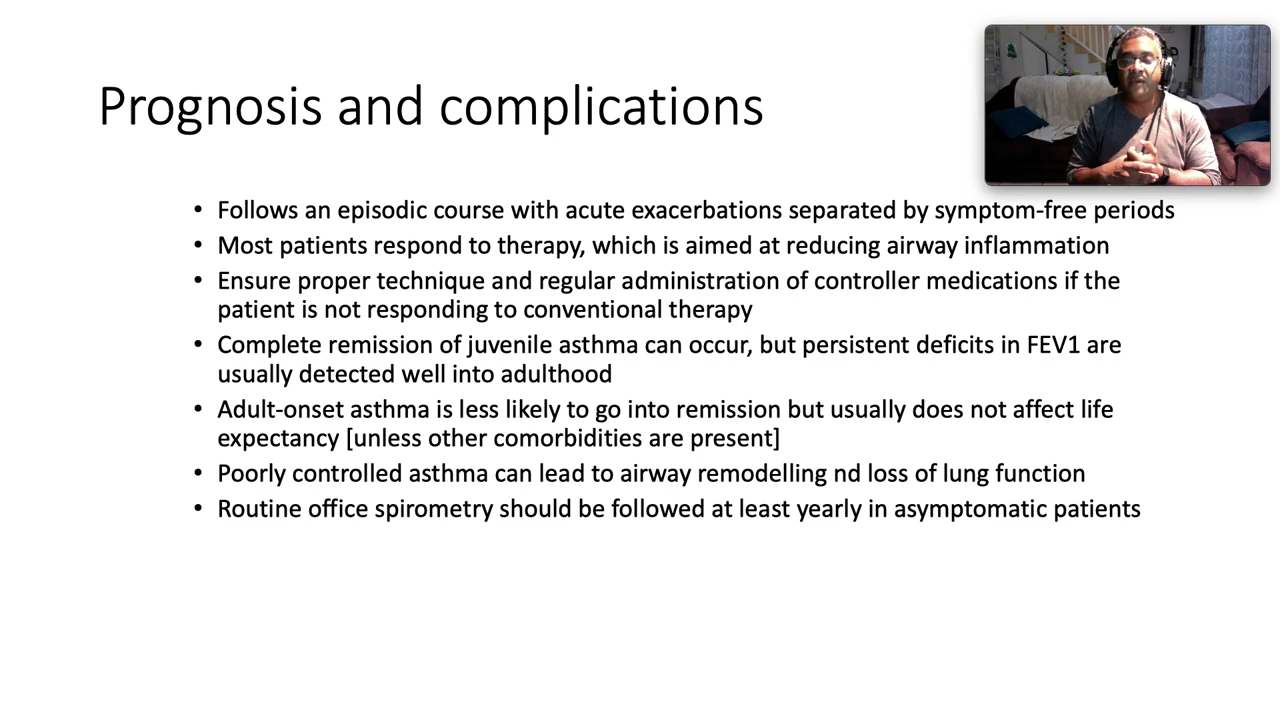 Prognosis and complications
• Follows an episodic course with acute exacerbations separated by symptom-free periods
• Most patients respond to therapy, which is aimed at reducing airway inflammation
• Ensure proper technique and regular administration of controller medications if the
patient is not responding to conventional therapy
• Complete remission of juvenile asthma can occur, but persistent deficits in FEV1 are
usually detected well into adulthood
• Adult-onset asthma is less likely to go into remission but usually does not affect life
expectancy [unless other comorbidities are present]
• Poorly controlled asthma can lead to airway remodelling nd loss of lung function
• Routine office spirometry should be followed at least yearly in asymptomatic patients